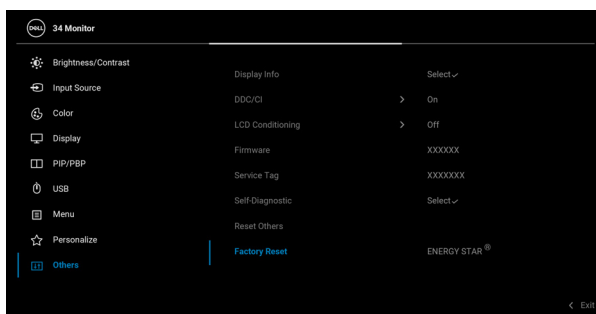 DELL 34 Monitor
Brightness/Contrast
Input Source
Color
Display
PIP/PBP
USB
Menu
Personalize
Others
Display Info Select✓
DDC/CI > On
LCD Conditioning > Off
Firmware XXXXXX
Service Tag XXXXXXX
Self-Diagnostic Select✓
Reset Others
Factory Reset ENERGY STAR ®
< Exit